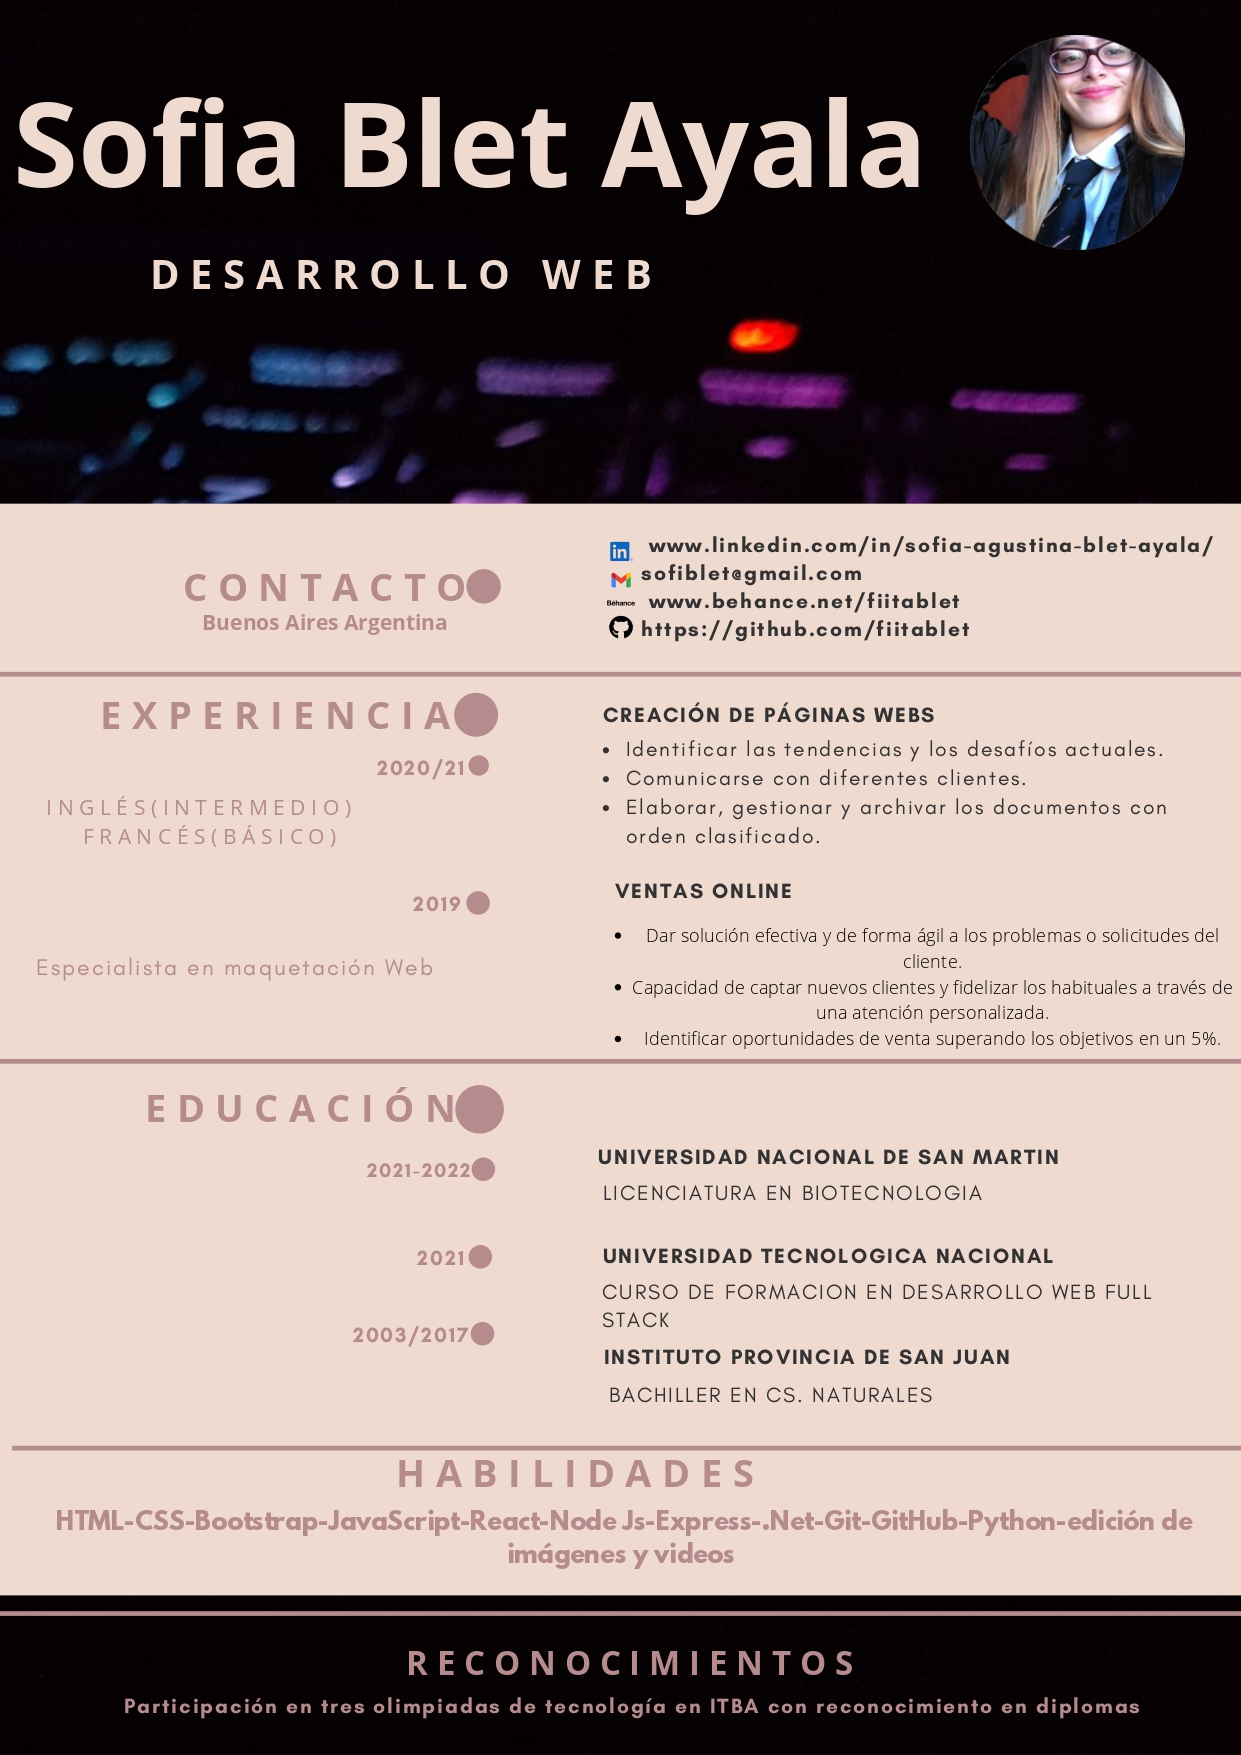 Sofia Blet Ayala
DESARROLLO WEB
CONTACTO
Buenos Aires Argentina
in
www.linkedin.com/in/sofia-agustina-blet-ayala/
sofiblet@gmail.com
Bēhance www.behance.net/fiitablet
https://github.com/fiitablet
EXPERIENCIA
2020/21
INGLÉS(INTERMEDIO)
FRANCÉS(BÁSICO)
CREACIÓN DE PÁGINAS WEBS
• Identificar las tendencias y los desafíos actuales.
• Comunicarse con diferentes clientes.
• Elaborar, gestionar y archivar los documentos con
orden clasificado.
2019
Especialista en maquetación Web
VENTAS ONLINE
• Dar solución efectiva y de forma ágil a los problemas o solicitudes del
cliente.
• Capacidad de captar nuevos clientes y fidelizar los habituales a través de
una atención personalizada.
• Identificar oportunidades de venta superando los objetivos en un 5%.
EDUCACIÓN
2021-2022
UNIVERSIDAD NACIONAL DE SAN MARTIN
LICENCIATURA EN BIOTECNOLOGIA
2021
UNIVERSIDAD TECNOLOGICA NACIONAL
CURSO DE FORMACION EN DESARROLLO WEB FULL
STACK
2003/2017
INSTITUTO PROVINCIA DE SAN JUAN
BACHILLER EN CS. NATURALES
HABILIDADES
HTML-CSS-Bootstrap-JavaScript-React-Node Js-Express-.Net-Git-GitHub-Python-edición de
imágenes y videos
RECONOCIMIENTOS
Participación en tres olimpiadas de tecnología en ITBA con reconocimiento en diplomas